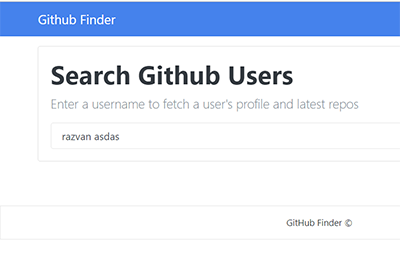 Github Finder
Search Github Users
Enter a username to fetch a user's profile and latest repos
razvan asdas
GitHub Finder ©